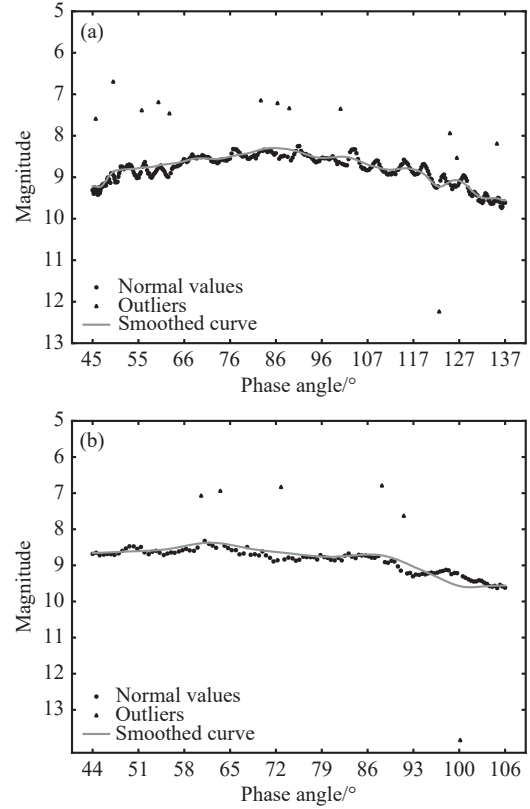 (a)
5
6
7
8
9
10
11
12
13
Magnitude
Normal values
Outliers
Smoothed curve
45 56 66 76 86 96 107 117 127 137
Phase angle/°
(b)
5
6
7
8
9
10
11
12
13
Magnitude
Normal values
Outliers
Smoothed curve
44 51 58 65 72 79 86 93 100 106
Phase angle/°